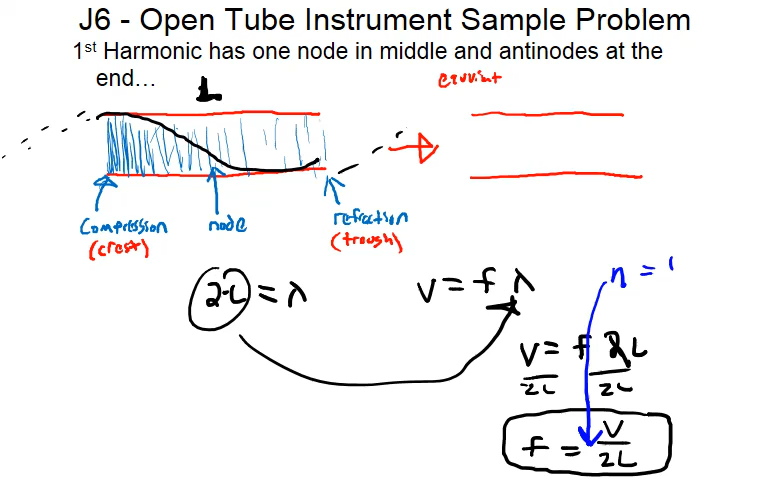 J6 - Open Tube Instrument Sample Problem
1st Harmonic has one node in middle and antinodes at the
end...
L
compression
(crest)
node
refraction
(trough)
2·L = λ
V = f λ
n = 1
V = f 2L
2L 2L
f = V
2L